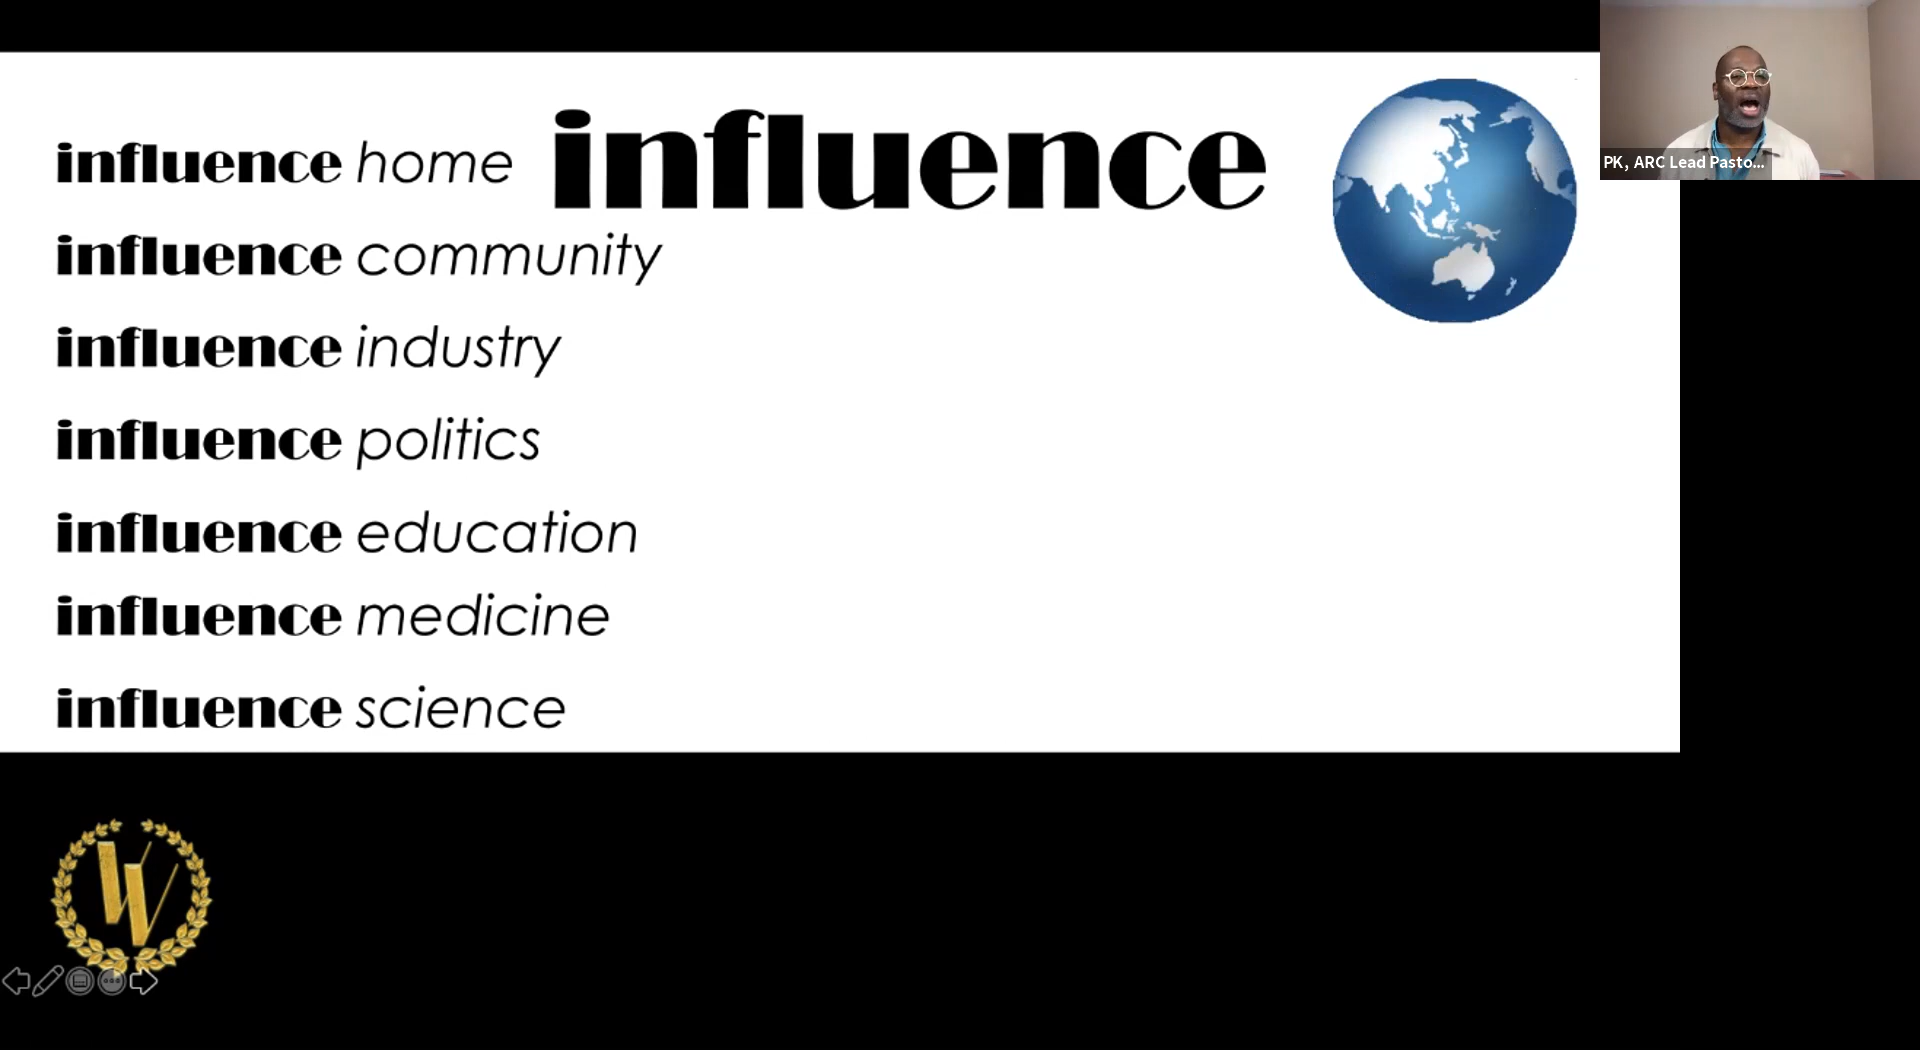 influence home
influence
influence community
influence industry
influence politics
influence education
influence medicine
influence science
PK, ARC Lead Pasto...
W